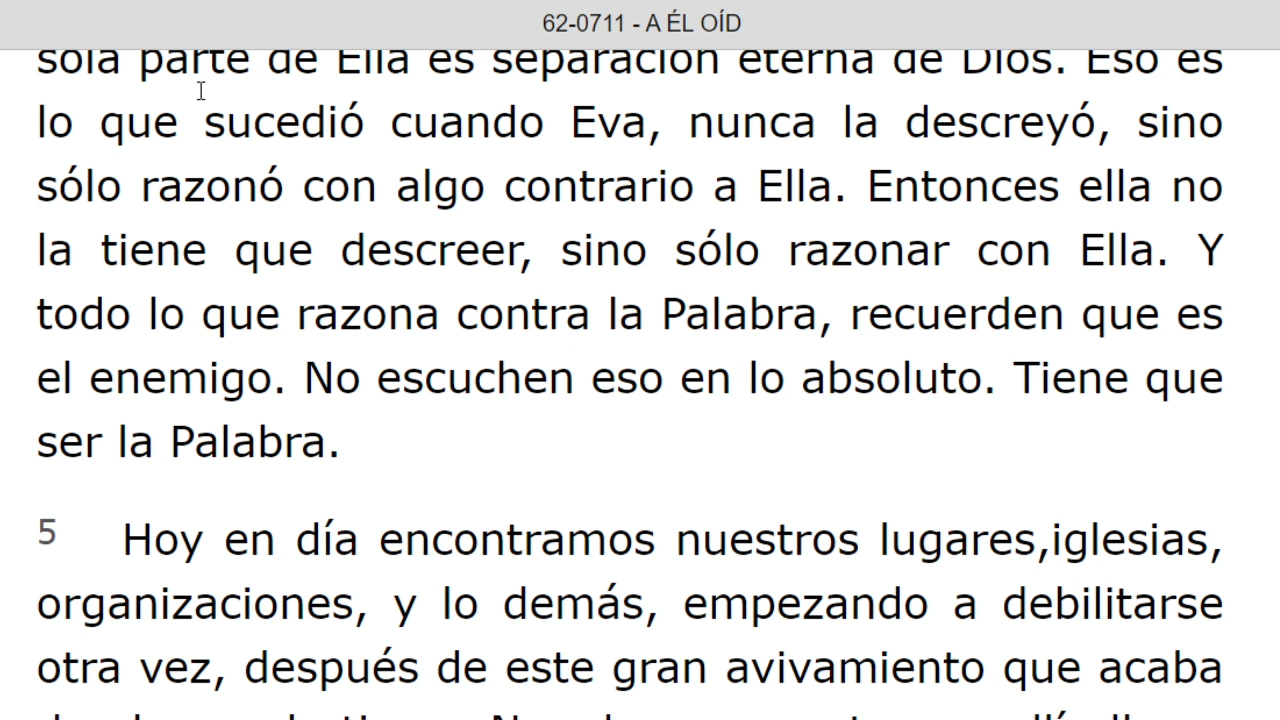 62-0711 - A ÉL OÍD
sola parte de Ella es separación eterna de Dios. Eso es
lo que sucedió cuando Eva, nunca la descreyó, sino
sólo razonó con algo contrario a Ella. Entonces ella no
la tiene que descreer, sino sólo razonar con Ella. Y
todo lo que razona contra la Palabra, recuerden que es
el enemigo. No escuchen eso en lo absoluto. Tiene que
ser la Palabra.
5 Hoy en día encontramos nuestros lugares,iglesias,
organizaciones, y lo demás, empezando a debilitarse
otra vez, después de este gran avivamiento que acaba